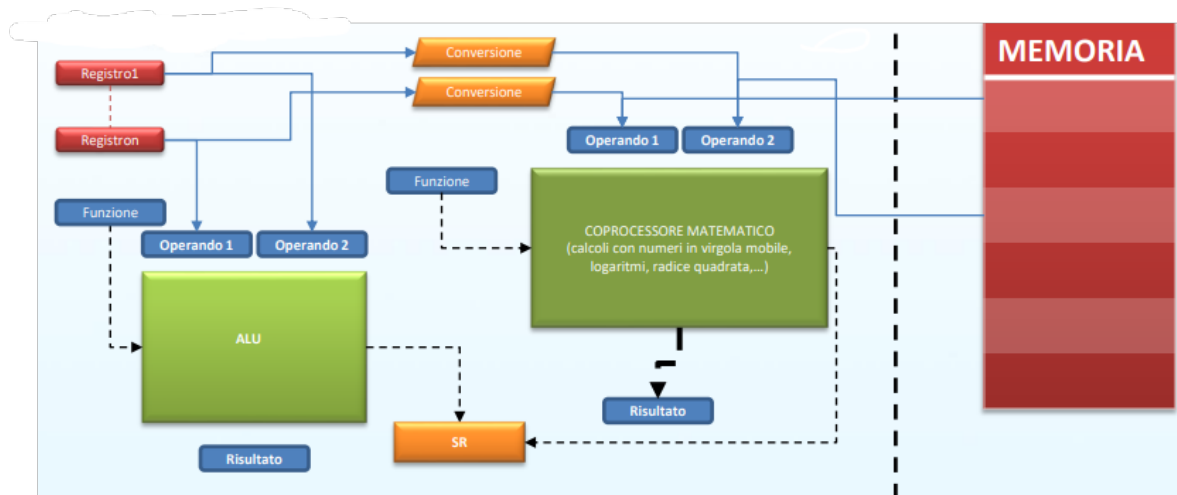 MEMORIA
Conversione
Registro1
Conversione
Registron
Operando 1
Operando 2
Funzione
Funzione
Operando 1
Operando 2
COPROCESSORE MATEMATICO
(calcoli con numeri in virgola mobile,
logaritmi, radice quadrata,...)
ALU
Risultato
SR
Risultato